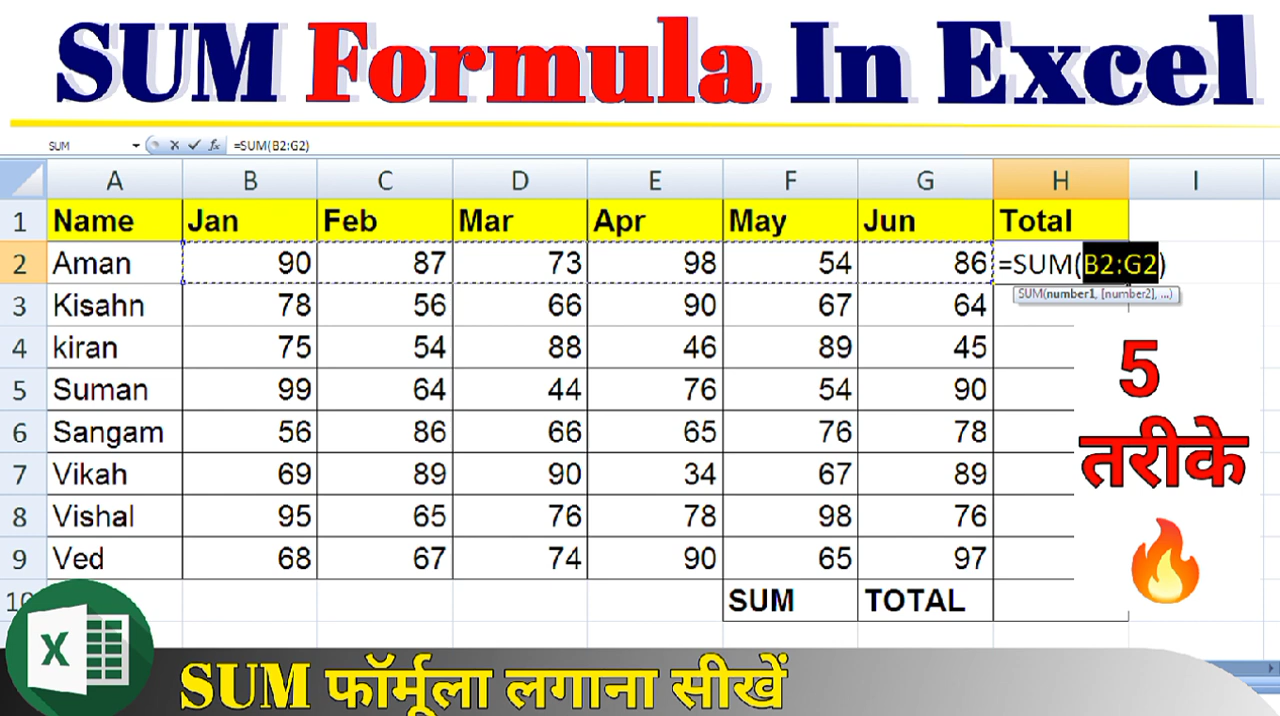 SUM Formula In Excel
SUM =SUM(B2:G2)
A B C D E F G H I
1 Name Jan Feb Mar Apr May Jun Total
2 Aman 90 87 73 98 54 86 =SUM(B2:G2)
SUM(number1, [number2], ...)
3 Kisahn 78 56 66 90 67 64
4 kiran 75 54 88 46 89 45
5 Suman 99 64 44 76 54 90
6 Sangam 56 86 66 65 76 78
7 Vikah 69 89 90 34 67 89
8 Vishal 95 65 76 78 98 76
9 Ved 68 67 74 90 65 97
10 SUM TOTAL
5
तरीके
X
SUM फॉर्मूला लगाना सीखें